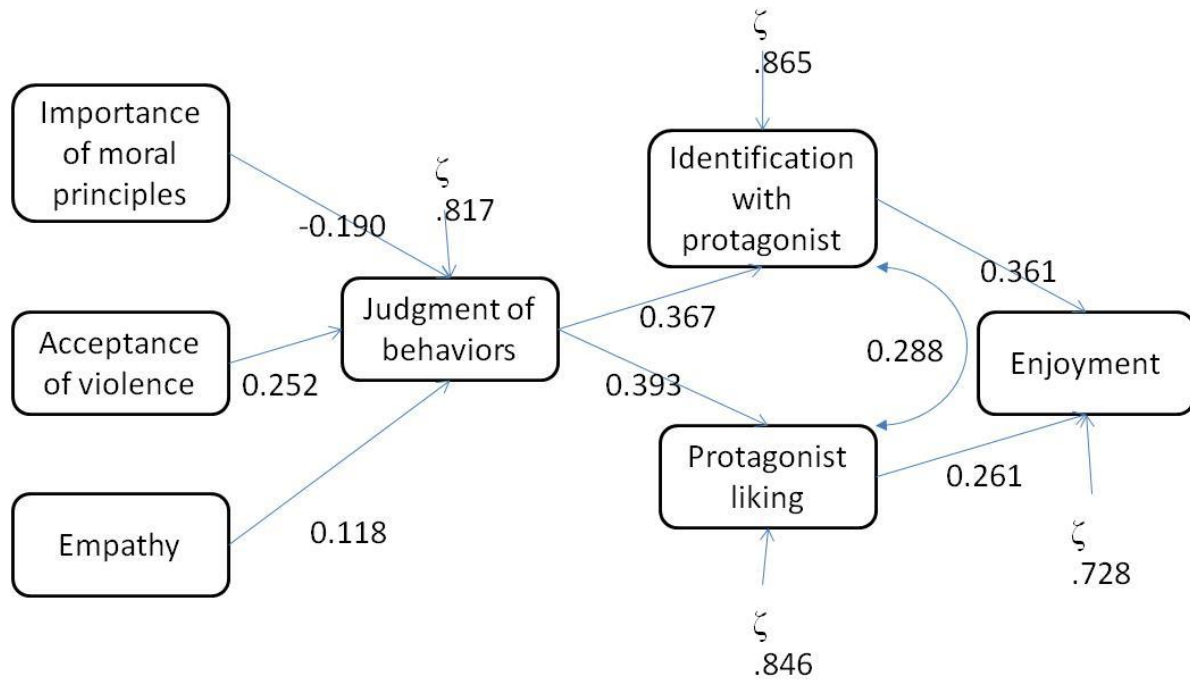 Importance
of moral
principles
-0.190
ζ
.817
Acceptance
of violence
0.252
Empathy
0.118
Judgment of
behaviors
ζ
.865
Identification
with
protagonist
0.367
0.393
0.288
0.361
Protagonist
liking
0.261
ζ
.846
Enjoyment
ζ
.728